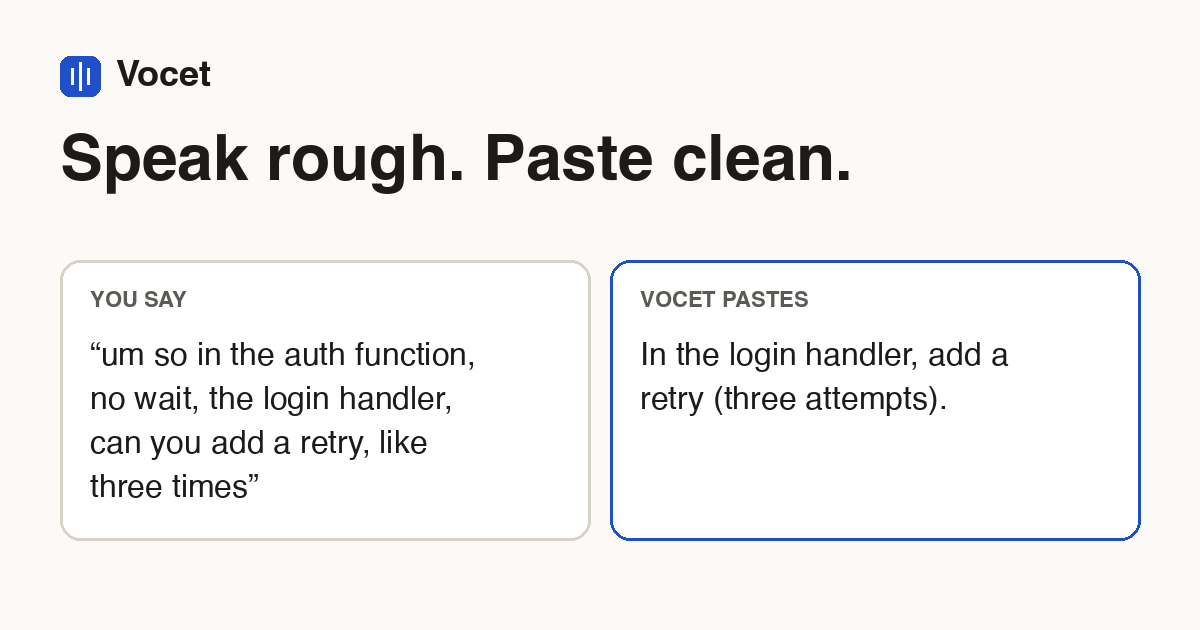 Vocet
Speak rough. Paste clean.
YOU SAY
“um so in the auth function,
no wait, the login handler,
can you add a retry, like
three times”
VOCET PASTES
In the login handler, add a
retry (three attempts).